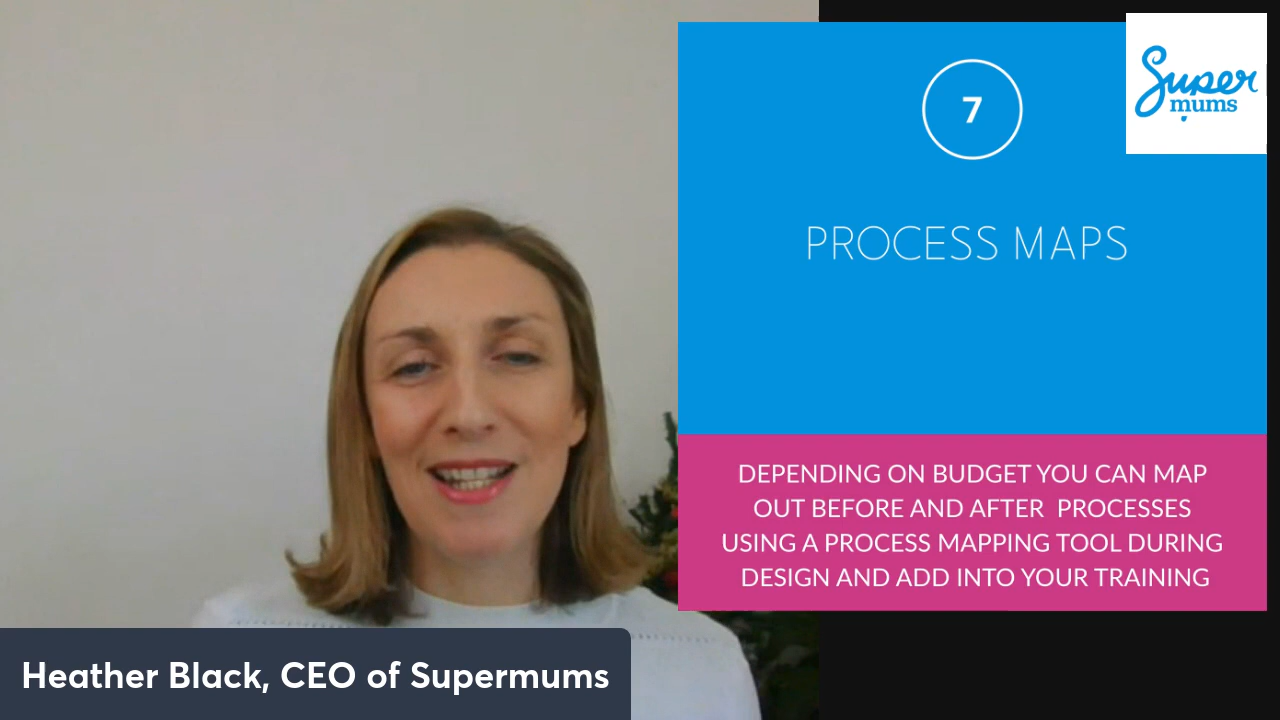 7
Super
mums
PROCESS MAPS
DEPENDING ON BUDGET YOU CAN MAP
OUT BEFORE AND AFTER PROCESSES
USING A PROCESS MAPPING TOOL DURING
DESIGN AND ADD INTO YOUR TRAINING
Heather Black, CEO of Supermums